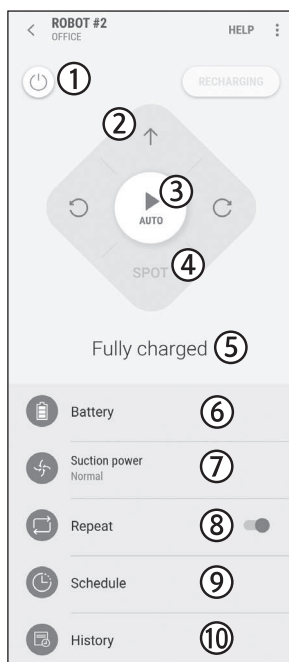 ROBOT #2
OFFICE
HELP
①
RECHARGING
②
③
AUTO
SPOT ④
Fully charged ⑤
Battery ⑥
Suction power ⑦
Normal
Repeat ⑧
Schedule ⑨
History ⑩